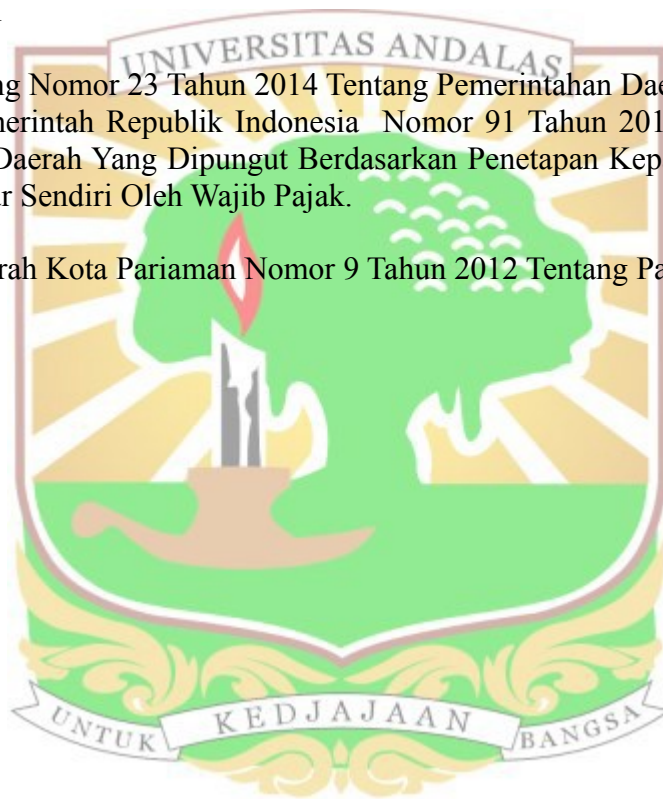 UNIVERSITAS ANDALAS
ng Nomor 23 Tahun 2014 Tentang Pemerintahan Dae
nerintah Republik Indonesia Nomor 91 Tahun 201
Daerah Yang Dipungut Berdasarkan Penetapan Kep
ar Sendiri Oleh Wajib Pajak.
rah Kota Pariaman Nomor 9 Tahun 2012 Tentang Pa
UNTUK KEDJAJAAN BANGSA